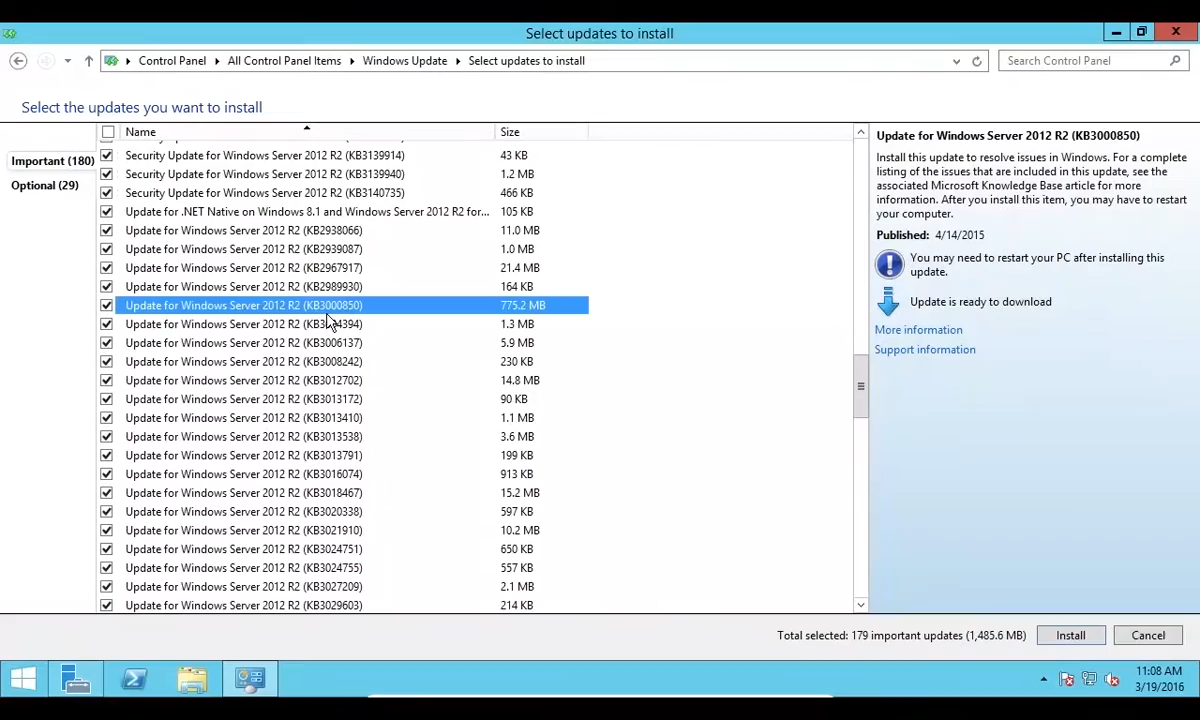 Select updates to install
Control Panel All Control Panel Items Windows Update Select updates to install Search Control Panel
Select the updates you want to install
Important (180)
Optional (29)
Name Size
Security Update for Windows Server 2012 R2 (KB3139914) 43 KB
Security Update for Windows Server 2012 R2 (KB3139940) 1.2 MB
Security Update for Windows Server 2012 R2 (KB3140735) 466 KB
Update for .NET Native on Windows 8.1 and Windows Server 2012 R2 for... 105 KB
Update for Windows Server 2012 R2 (KB2938066) 11.0 MB
Update for Windows Server 2012 R2 (KB2939087) 1.0 MB
Update for Windows Server 2012 R2 (KB2967917) 21.4 MB
Update for Windows Server 2012 R2 (KB2989930) 164 KB
Update for Windows Server 2012 R2 (KB3000850) 775.2 MB
Update for Windows Server 2012 R2 1.3 MB
Update for Windows Server 2012 R2 (KB3006137) 5.9 MB
Update for Windows Server 2012 R2 (KB3008242) 230 KB
Update for Windows Server 2012 R2 (KB3012702) 14.8 MB
Update for Windows Server 2012 R2 (KB3013172) 90 KB
Update for Windows Server 2012 R2 (KB3013410) 1.1 MB
Update for Windows Server 2012 R2 (KB3013538) 3.6 MB
Update for Windows Server 2012 R2 (KB3013791) 199 KB
Update for Windows Server 2012 R2 (KB3016074) 913 KB
Update for Windows Server 2012 R2 (KB3018467) 15.2 MB
Update for Windows Server 2012 R2 (KB3020338) 597 KB
Update for Windows Server 2012 R2 (KB3021910) 10.2 MB
Update for Windows Server 2012 R2 (KB3024751) 650 KB
Update for Windows Server 2012 R2 (KB3024755) 557 KB
Update for Windows Server 2012 R2 (KB3027209) 2.1 MB
Update for Windows Server 2012 R2 (KB3029603) 214 KB
Update for Windows Server 2012 R2 (KB3000850)
Install this update to resolve issues in Windows. For a complete
listing of the issues that are included in this update, see the
associated Microsoft Knowledge Base article for more
information. After you install this item, you may have to restart
your computer.
Published: 4/14/2015
You may need to restart your PC after installing this
update.
Update is ready to download
More information
Support information
Total selected: 179 important updates (1,485.6 MB) Install Cancel
11:08 AM
3/19/2016